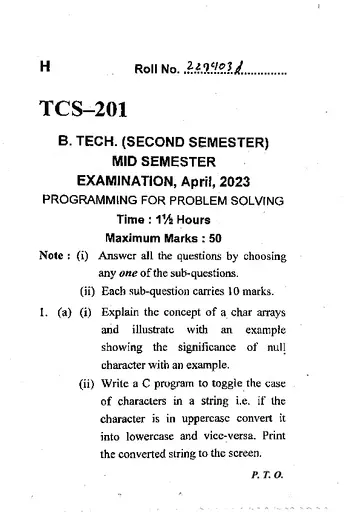 H Roll No. ...............
TCS–201
B. TECH. (SECOND SEMESTER)
MID SEMESTER
EXAMINATION, April, 2023
PROGRAMMING FOR PROBLEM SOLVING
Time : 1½ Hours
Maximum Marks : 50
Note : (i) Answer all the questions by choosing
any one of the sub-questions.
(ii) Each sub-question carries 10 marks.
1. (a) (i) Explain the concept of a char arrays
and illustrate with an example
showing the significance of null
character with an example.
(ii) Write a C program to toggle the case
of characters in a string i.e. if the
character is in uppercase convert it
into lowercase and vice-versa. Print
the converted string to the screen.
P. T. O.